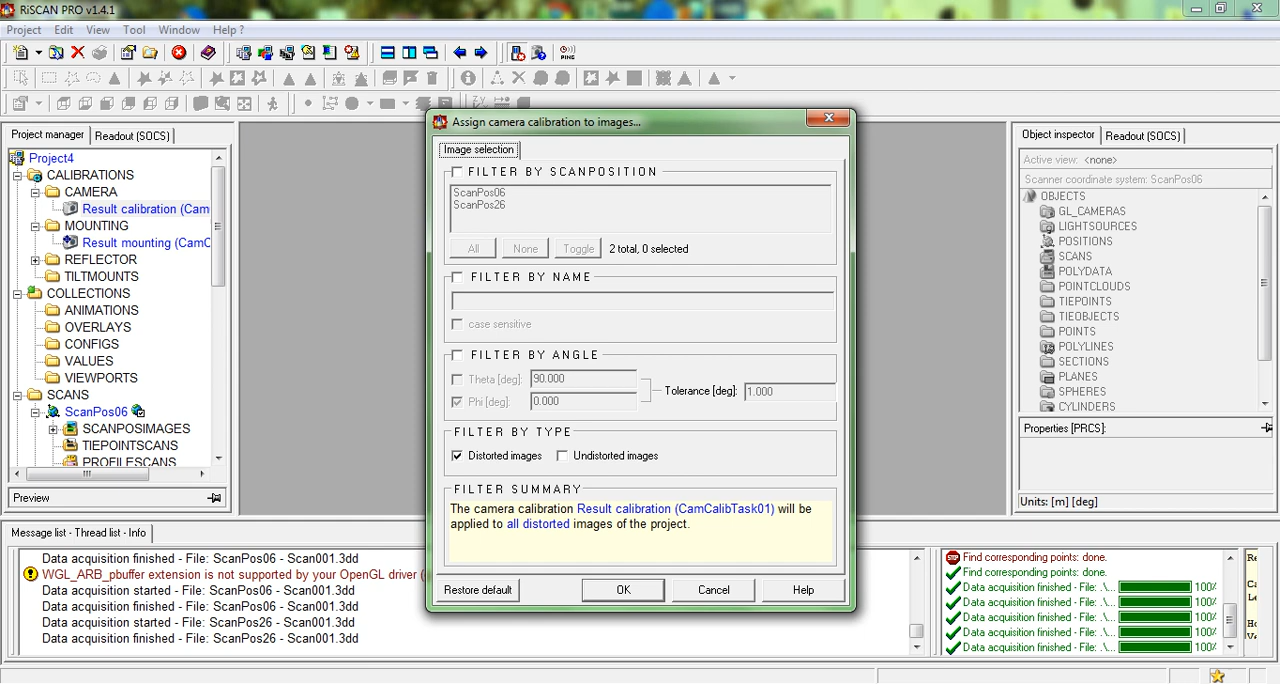 RiSCAN PRO v1.4.1
Project Edit View Tool Window Help ?
PING
Project manager Readout (SOCS)
Project4
CALIBRATIONS
CAMERA
Result calibration (Cam
MOUNTING
Result mounting (CamC
REFLECTOR
TILTMOUNTS
COLLECTIONS
ANIMATIONS
OVERLAYS
CONFIGS
VALUES
VIEWPORTS
SCANS
ScanPos06
SCANPOSIMAGES
TIEPOINTSCANS
PROFILESCANS
Preview
Assign camera calibration to images...
Image selection
FILTER BY SCANPOSITION
ScanPos06
ScanPos26
All None Toggle 2 total, 0 selected
FILTER BY NAME
case sensitive
FILTER BY ANGLE
Theta [deg]: 90.000
Tolerance [deg]: 1.000
Phi [deg]: 0.000
FILTER BY TYPE
Distorted images Undistorted images
FILTER SUMMARY
The camera calibration Result calibration (CamCalibTask01) will be
applied to all distorted images of the project.
Restore default OK Cancel Help
Object inspector Readout (SOCS)
Active view: <none>
Scanner coordinate system: ScanPos06
OBJECTS
GL_CAMERAS
LIGHTSOURCES
POSITIONS
SCANS
POLYDATA
POINTCLOUDS
TIEPOINTS
TIEOBJECTS
POINTS
POLYLINES
SECTIONS
PLANES
SPHERES
CYLINDERS
Properties [PRCS]:
Units: [m] [deg]
Message list - Thread list - Info
Data acquisition finished - File: ScanPos06 - Scan001.3dd
WGL_ARB_pbuffer extension is not supported by your OpenGL driver (
Data acquisition started - File: ScanPos06 - Scan001.3dd
Data acquisition finished - File: ScanPos06 - Scan001.3dd
Data acquisition started - File: ScanPos26 - Scan001.3dd
Data acquisition finished - File: ScanPos26 - Scan001.3dd
Find corresponding points: done.
Find corresponding points: done.
Data acquisition finished - File: .\... 100%
Data acquisition finished - File: .\... 100%
Data acquisition finished - File: .\... 100%
Data acquisition finished - File: .\... 100%
Data acquisition finished - File: .\... 100%